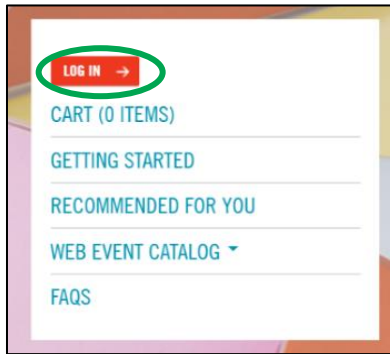 LOG IN →
CART (0 ITEMS)
GETTING STARTED
RECOMMENDED FOR YOU
WEB EVENT CATALOG
FAQS